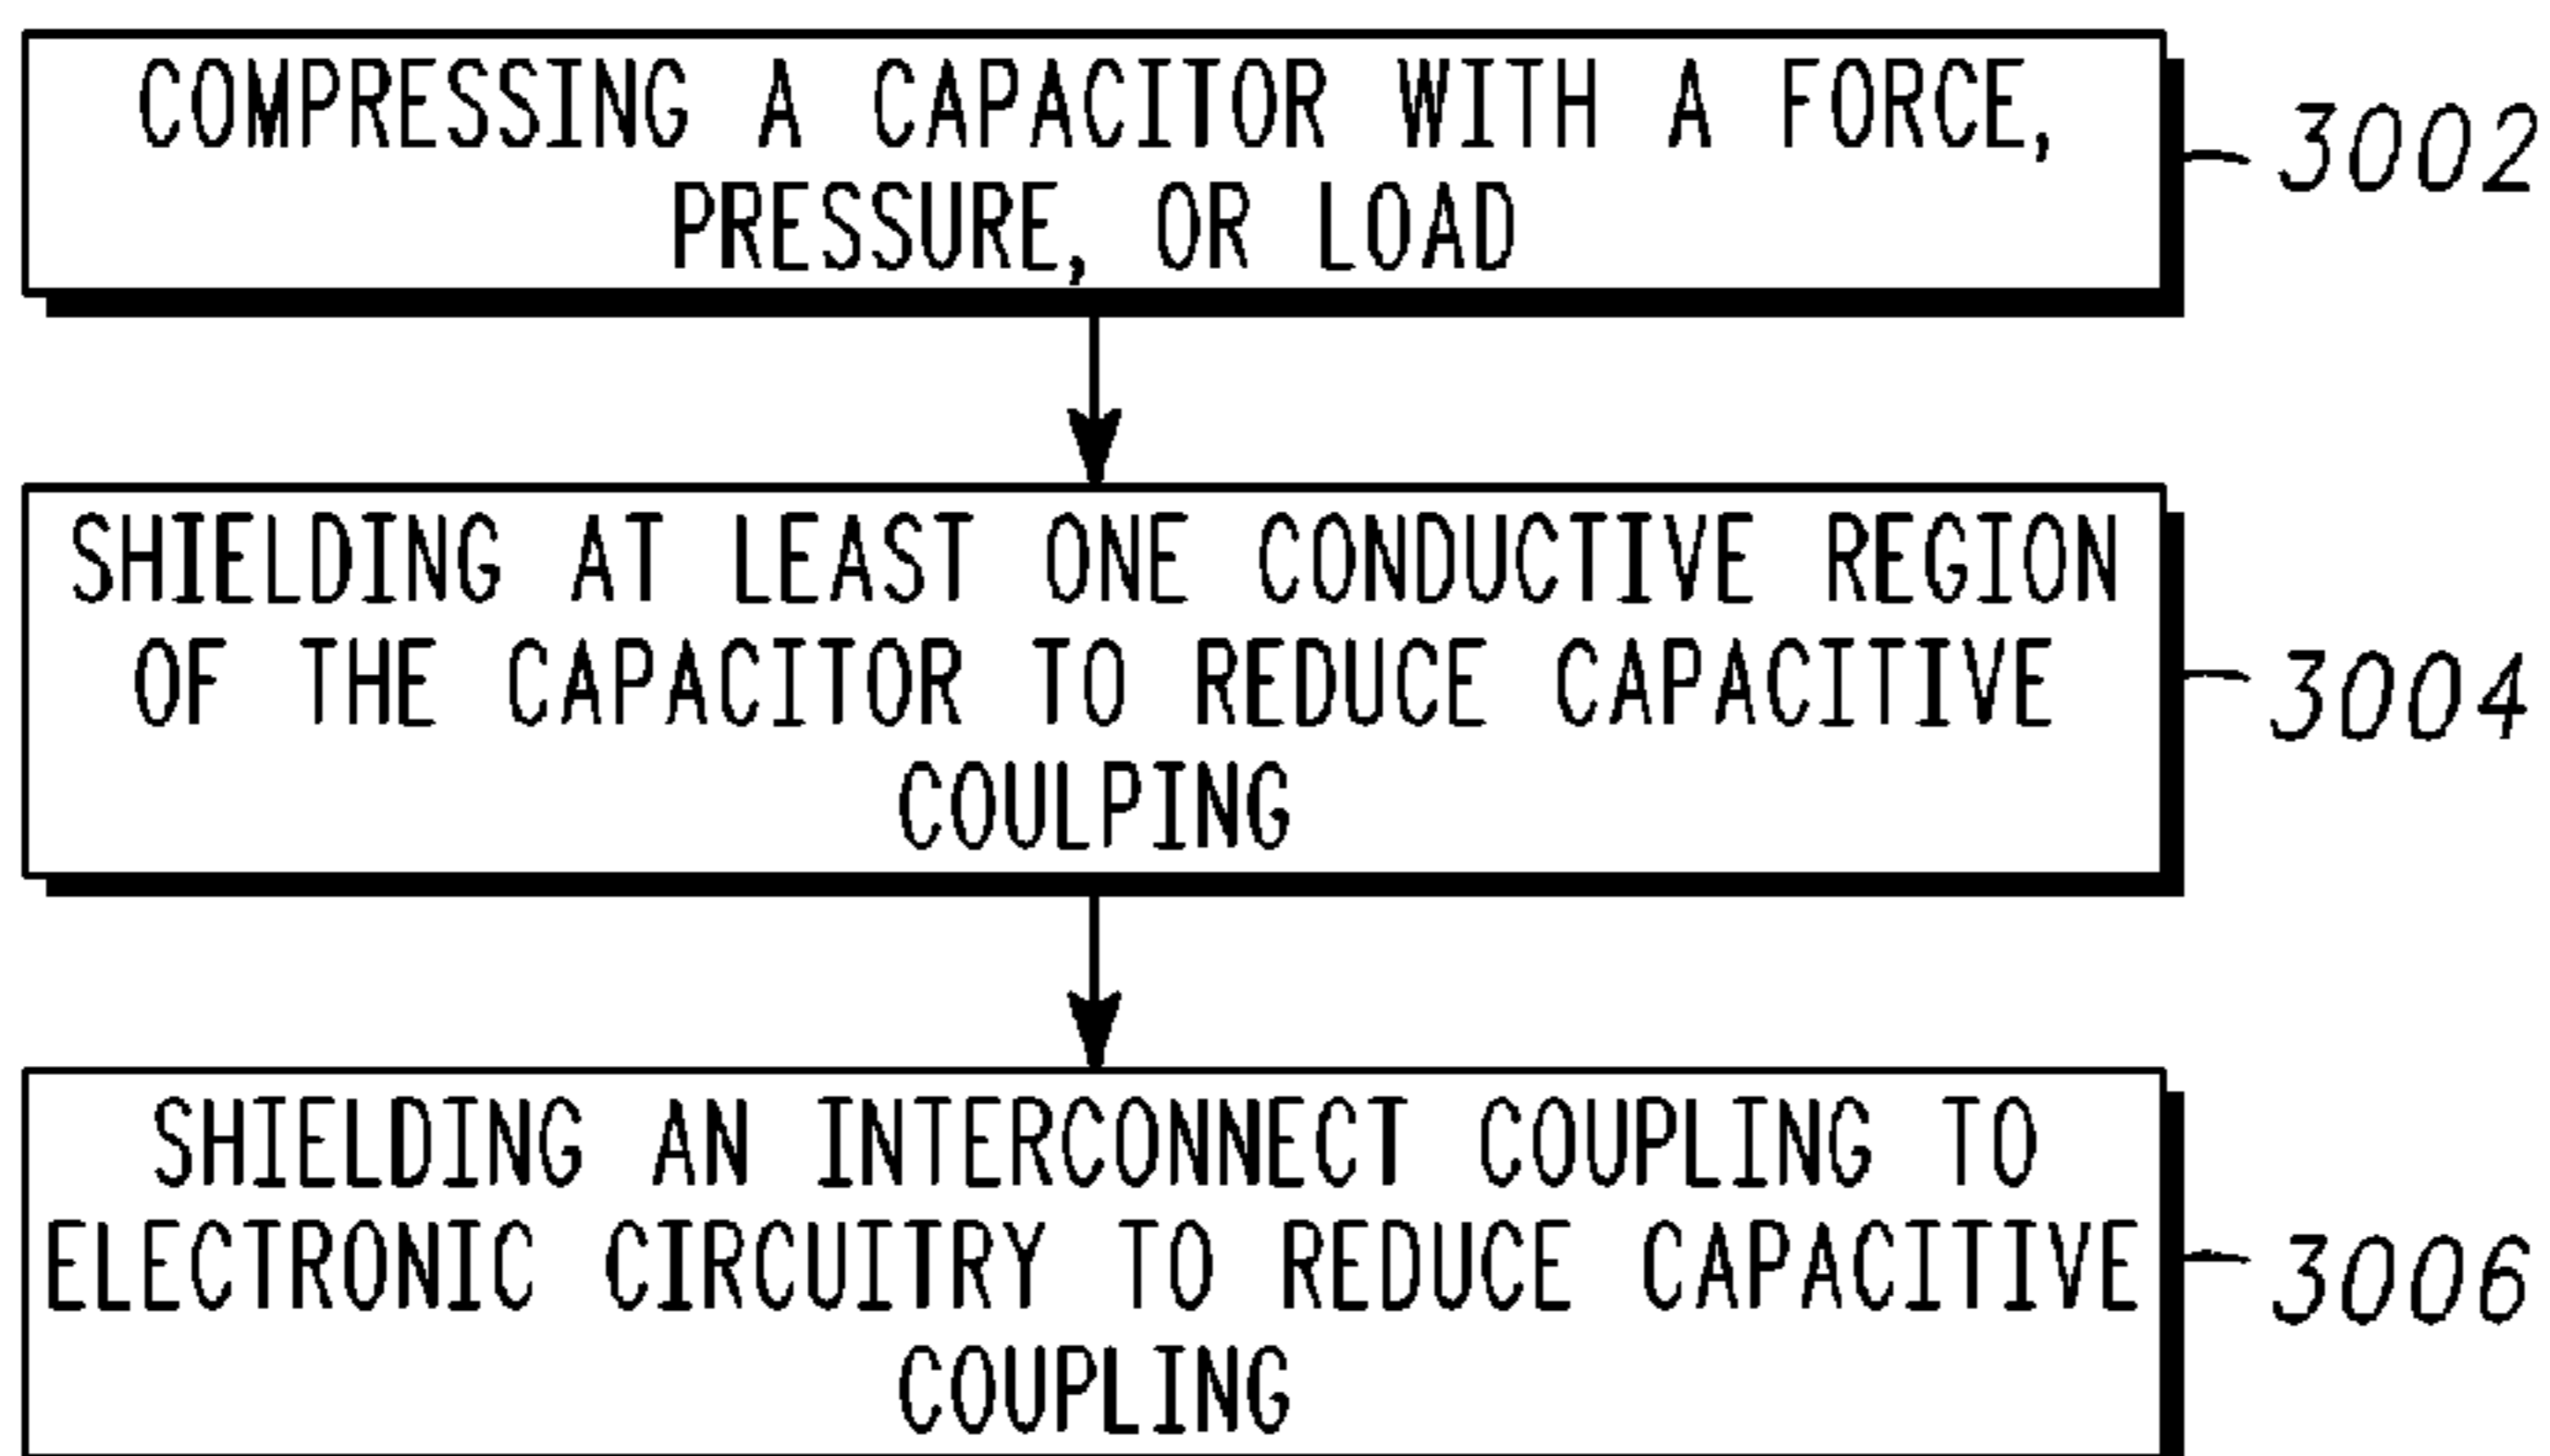 COMPRESSING A CAPACITOR WITH A FORCE,
PRESSURE, OR LOAD
3002
SHIELDING AT LEAST ONE CONDUCTIVE REGION
OF THE CAPACITOR TO REDUCE CAPACITIVE
COULPING
3004
SHIELDING AN INTERCONNECT COUPLING TO
ELECTRONIC CIRCUITRY TO REDUCE CAPACITIVE
COUPLING
3006